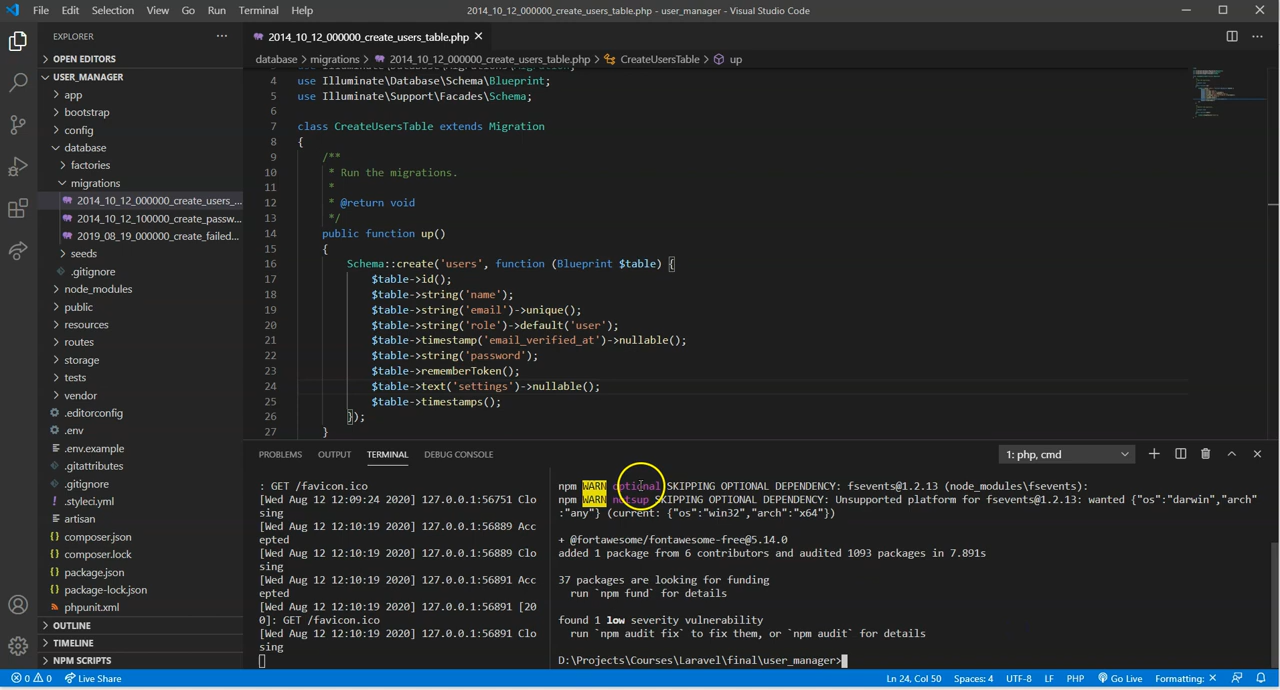 File Edit Selection View Go Run Terminal Help
2014_10_12_000000_create_users_table.php - user_manager - Visual Studio Code
EXPLORER
OPEN EDITORS
USER_MANAGER
app
bootstrap
config
database
factories
migrations
2014_10_12_000000_create_users_...
2014_10_12_100000_create_passw...
2019_08_19_000000_create_failed...
seeds
.gitignore
node_modules
public
resources
routes
storage
tests
vendor
.editorconfig
.env
.env.example
.gitattributes
.gitignore
.styleci.yml
artisan
composer.json
composer.lock
package.json
package-lock.json
phpunit.xml
OUTLINE
TIMELINE
NPM SCRIPTS
2014_10_12_000000_create_users_table.php
database > migrations > 2014_10_12_000000_create_users_table.php > CreateUsersTable > up
4 use Illuminate\Database\Schema\Blueprint;
5 use Illuminate\Support\Facades\Schema;
6
7 class CreateUsersTable extends Migration
8 {
9 /**
10 * Run the migrations.
11 *
12 * @return void
13 */
14 public function up()
15 {
16 Schema::create('users', function (Blueprint $table) {
17 $table->id();
18 $table->string('name');
19 $table->string('email')->unique();
20 $table->string('role')->default('user');
21 $table->timestamp('email_verified_at')->nullable();
22 $table->string('password');
23 $table->rememberToken();
24 $table->text('settings')->nullable();
25 $table->timestamps();
26 });
27 }
PROBLEMS OUTPUT TERMINAL DEBUG CONSOLE
1: php, cmd
: GET /favicon.ico
[Wed Aug 12 12:09:24 2020] 127.0.0.1:56751 Clo
sing
[Wed Aug 12 12:10:19 2020] 127.0.0.1:56889 Acc
epted
[Wed Aug 12 12:10:19 2020] 127.0.0.1:56889 Clo
sing
[Wed Aug 12 12:10:19 2020] 127.0.0.1:56891 Acc
epted
[Wed Aug 12 12:10:19 2020] 127.0.0.1:56891 [20
0]: GET /favicon.ico
[Wed Aug 12 12:10:19 2020] 127.0.0.1:56891 Clo
sing
npm WARN optional SKIPPING OPTIONAL DEPENDENCY: fsevents@1.2.13 (node_modules\fsevents):
npm WARN notsup SKIPPING OPTIONAL DEPENDENCY: Unsupported platform for fsevents@1.2.13: wanted {"os":"darwin","arch"
:"any"} (current: {"os":"win32","arch":"x64"})
+ @fortawesome/fontawesome-free@5.14.0
added 1 package from 6 contributors and audited 1093 packages in 7.891s
37 packages are looking for funding
run `npm fund` for details
found 1 low severity vulnerability
run `npm audit fix` to fix them, or `npm audit` for details
D:\Projects\Courses\Laravel\final\user_manager>
0 0 Live Share
Ln 24, Col 50 Spaces: 4 UTF-8 LF PHP Go Live Formatting: ×